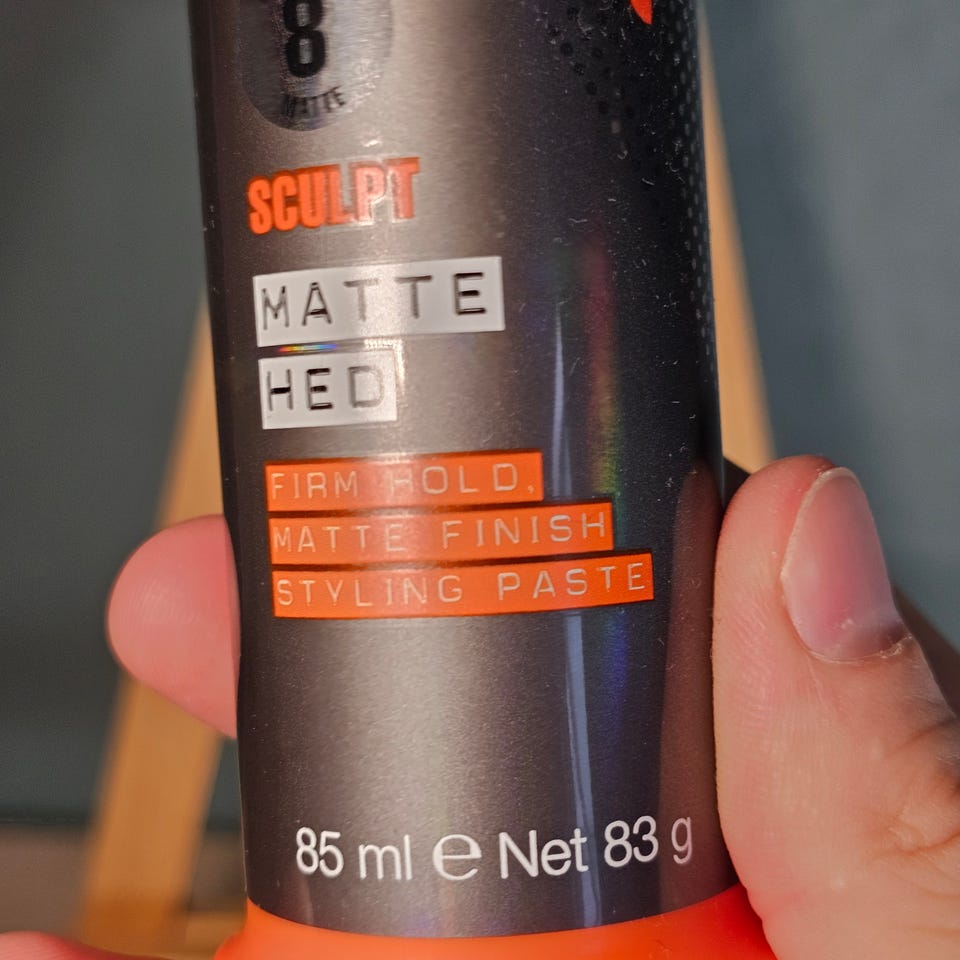 8
MATTE
SCULPT
MATTE
HED
FIRM HOLD,
MATTE FINISH
STYLING PASTE
85 ml ℮ Net 83 g